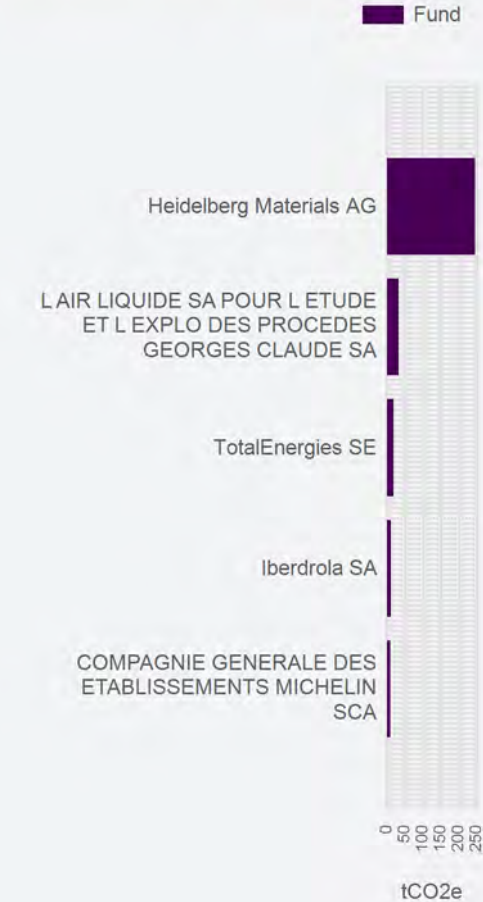 Fund
Heidelberg Materials AG
L AIR LIQUIDE SA POUR L ETUDE
ET L EXPLO DES PROCEDES
GEORGES CLAUDE SA
TotalEnergies SE
Iberdrola SA
COMPAGNIE GENERALE DES
ETABLISSEMENTS MICHELIN
SCA
0
50
100
150
200
250
tCO2e